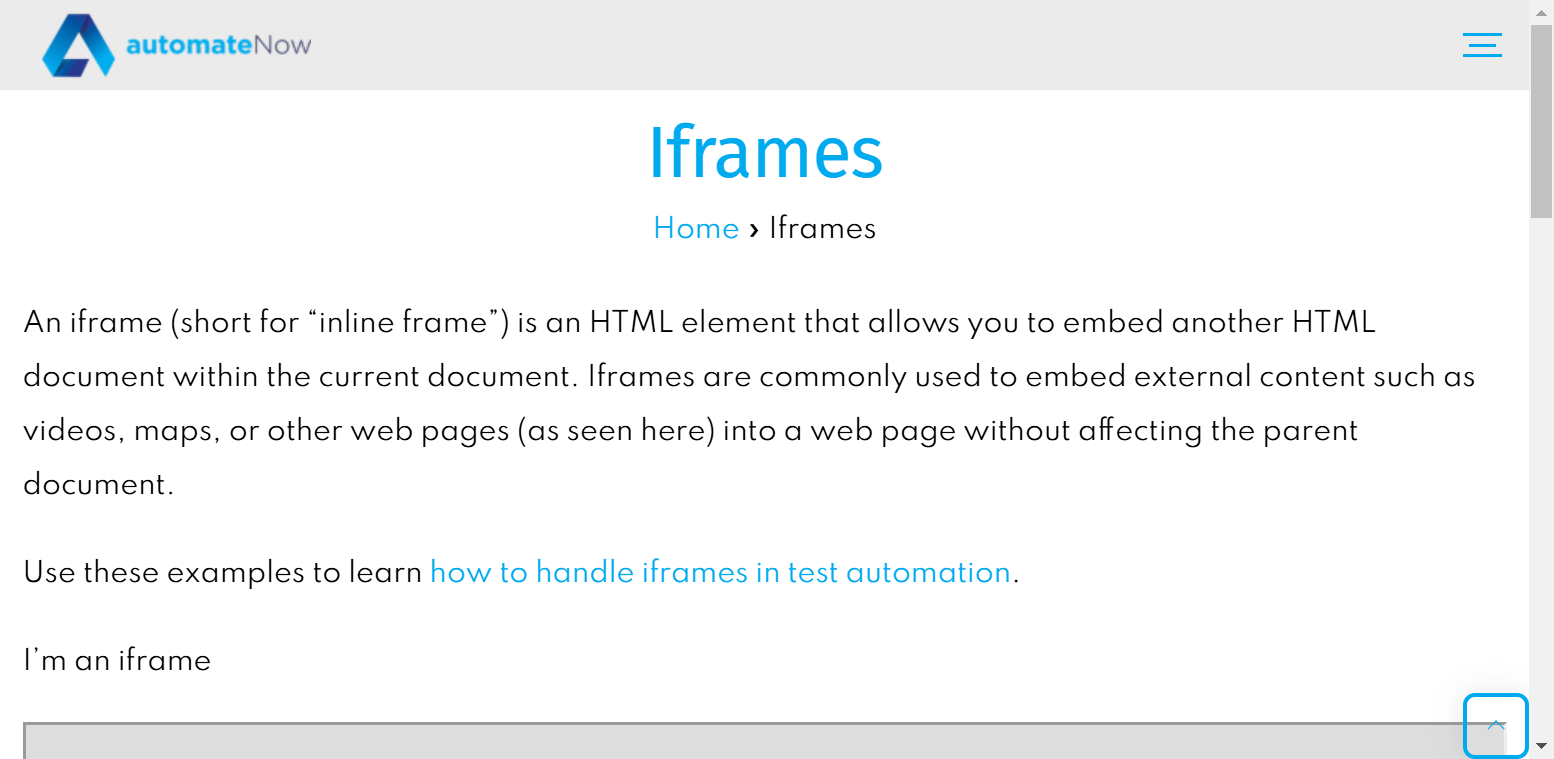 automateNow
Iframes
Home › Iframes
An iframe (short for “inline frame”) is an HTML element that allows you to embed another HTML
document within the current document. Iframes are commonly used to embed external content such as
videos, maps, or other web pages (as seen here) into a web page without affecting the parent
document.
Use these examples to learn how to handle iframes in test automation.
I’m an iframe